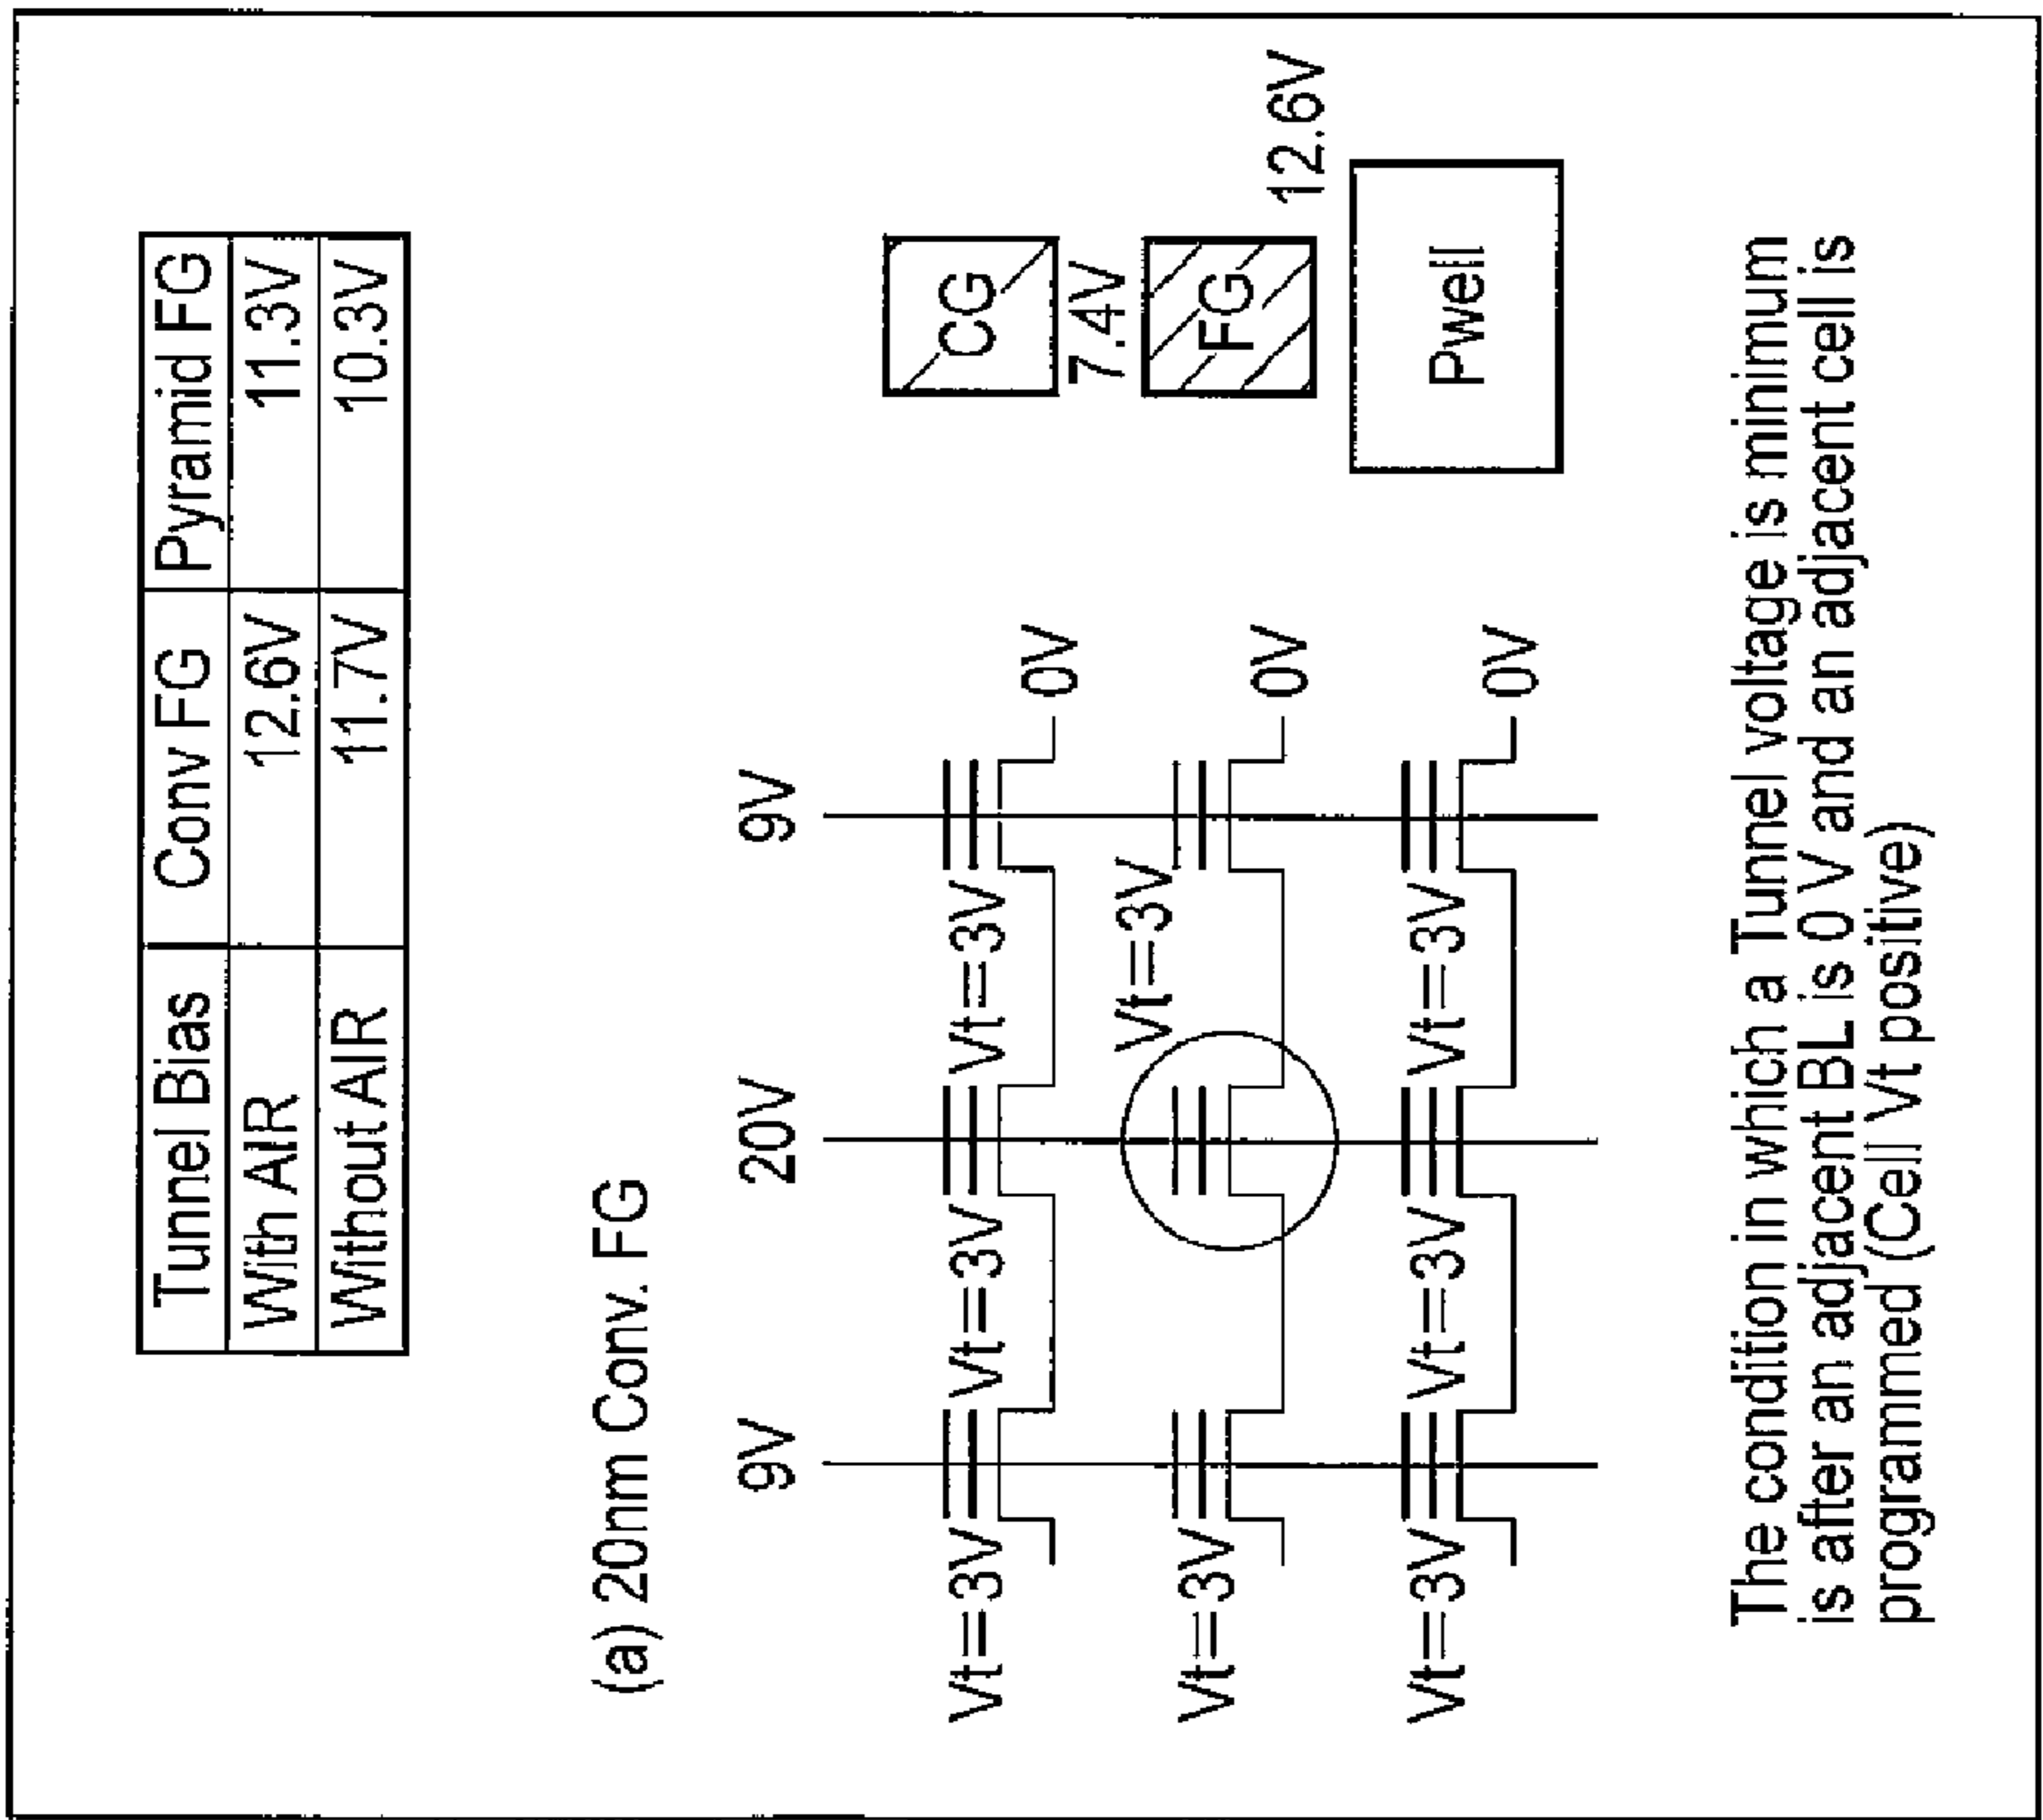 Tunnel Bias Conv FG Pyramid FG
With AIR 12.6V 11.3V
Without AIR 11.7V 10.3V
(a) 20nm Conv. FG
9V 20V 9V
Vt=3V Vt=3V Vt=3V 0V
Vt=3V Vt=3V 0V
Vt=3V Vt=3V Vt=3V 0V
CG
7.4V
FG
12.6V
Pwell
The condition in which a Tunnel voltage is minimum
is after an adjacent BL is 0 V and an adjacent cell is
programmed (Cell Vt positive)